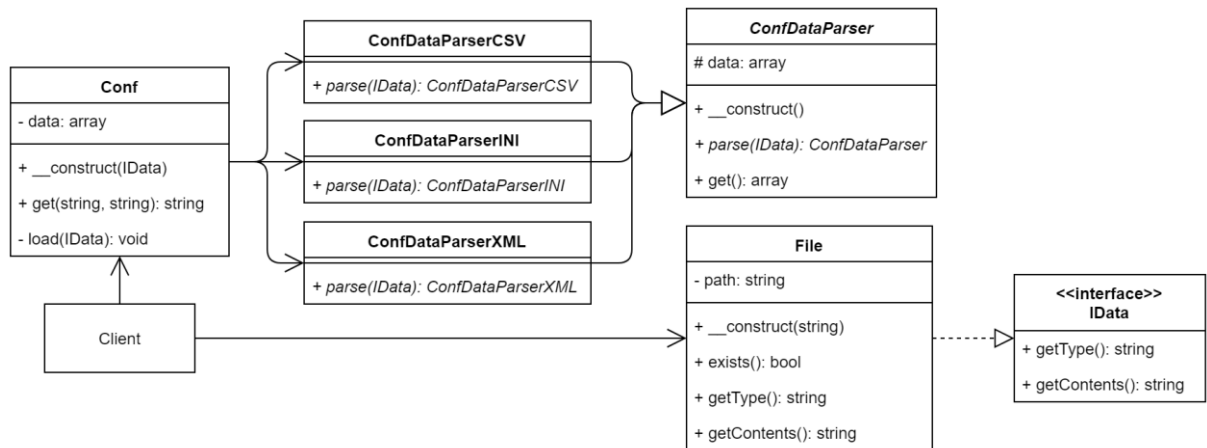 Conf
- data: array
+ __construct(IData)
+ get(string, string): string
- load(IData): void
Client
ConfDataParserCSV
+ parse(IData): ConfDataParserCSV
ConfDataParserINI
+ parse(IData): ConfDataParserINI
ConfDataParserXML
+ parse(IData): ConfDataParserXML
ConfDataParser
# data: array
+ __construct()
+ parse(IData): ConfDataParser
+ get(): array
File
- path: string
+ __construct(string)
+ exists(): bool
+ getType(): string
+ getContents(): string
<<interface>>
IData
+ getType(): string
+ getContents(): string